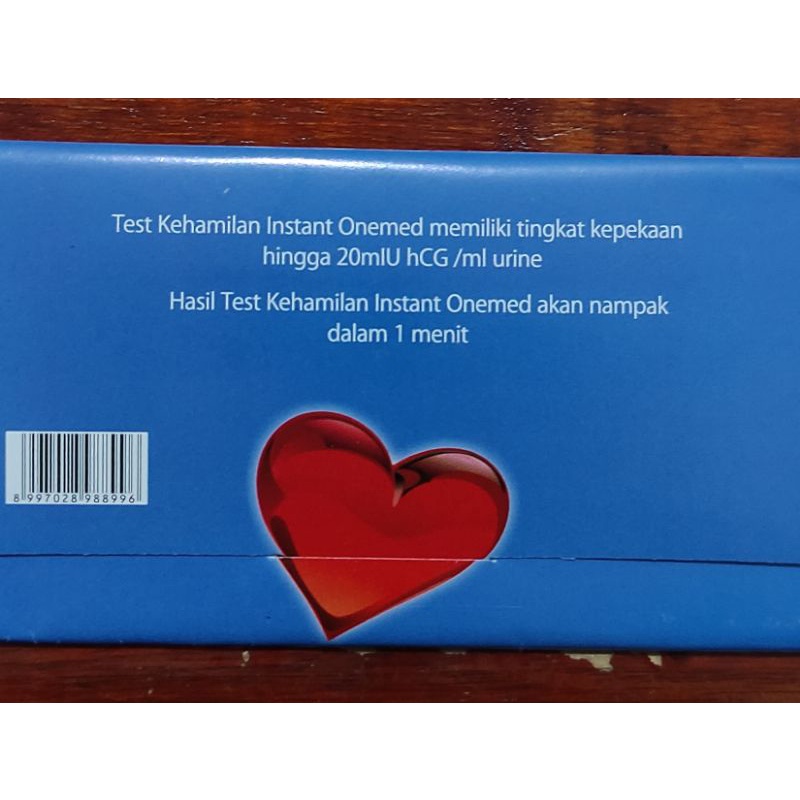 Test Kehamilan Instant Onemed memiliki tingkat kepekaan
hingga 20mIU hCG /ml urine
Hasil Test Kehamilan Instant Onemed akan nampak
dalam 1 menit
8 997028 988996